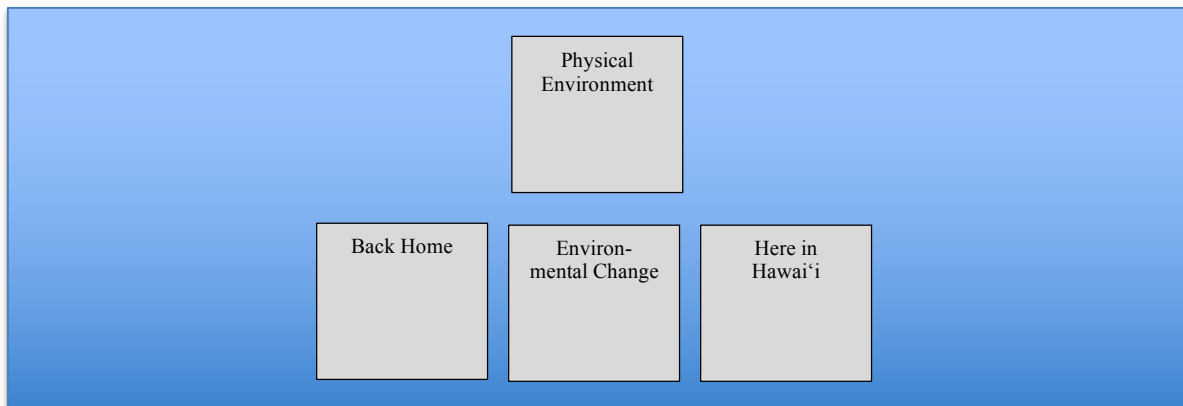 Physical
Environment
Back Home
Environ-
mental Change
Here in
Hawai‘i